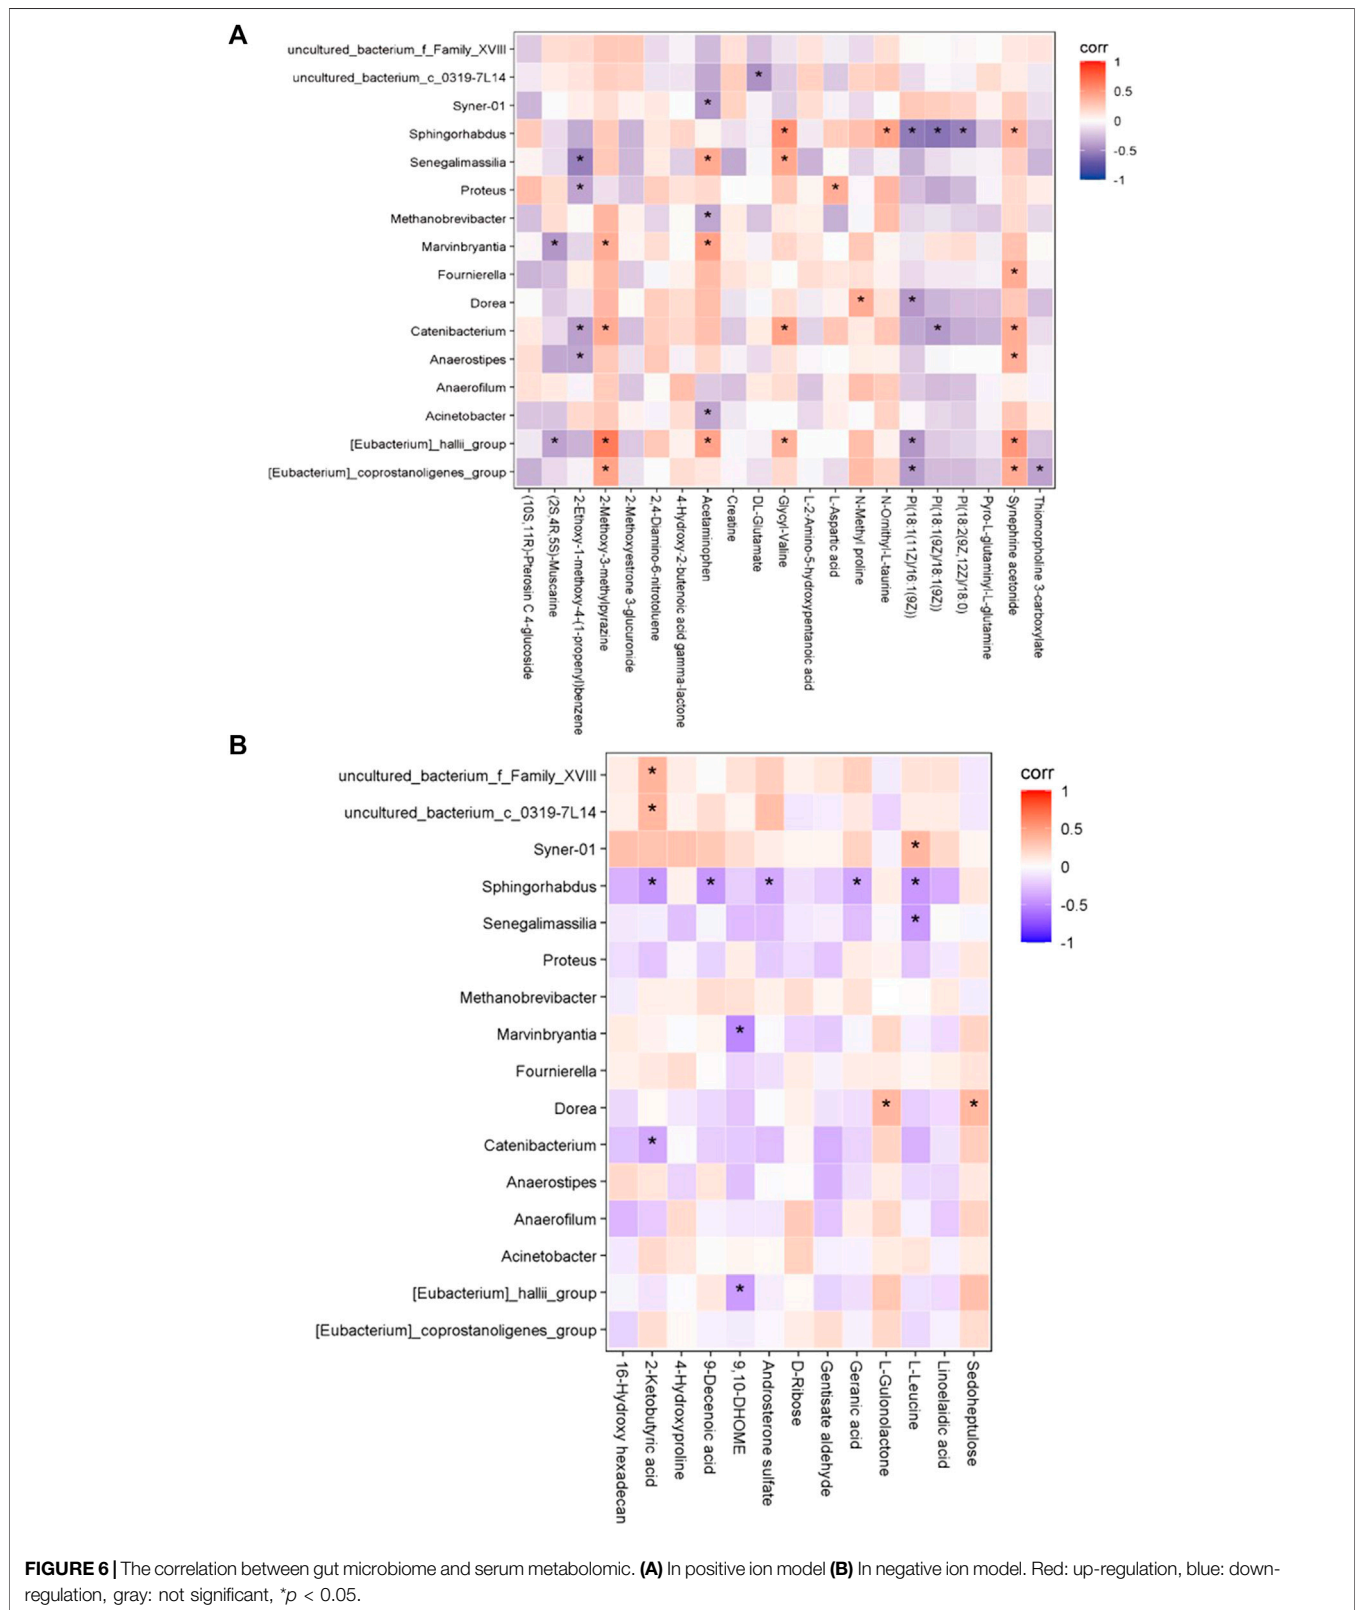 A
uncultured_bacterium_f_Family_XVIII
uncultured_bacterium_c_0319-7L14
Syner-01
Sphingorhabdus
Senegalimassilia
Proteus
Methanobrevibacter
Marvinbryantia
Fournierella
Dorea
Catenibacterium
Anaerostipes
Anaerofilum
Acinetobacter
[Eubacterium]_hallii_group
[Eubacterium]_coprostanoligenes_group
corr
1
0.5
0
-0.5
-1
(10S,11R)-Pterosin C 4-glucoside
(2S,4R,5S)-Muscarine
2-Ethoxy-1-methoxy-4-(1-propenyl)benzene
2-Methoxy-3-methylpyrazine
2-Methoxyestrone 3-glucuronide
2,4-Diamino-6-nitrotoluene
4-Hydroxy-2-butenoic acid gamma-lactone
Acetaminophen
Creatine
DL-Glutamate
Glycyl-Valine
L-2-Amino-5-hydroxypentanoic acid
L-Aspartic acid
N-Methyl proline
N-Ornithyl-L-taurine
PI(18:1(11Z)/16:1(9Z))
PI(18:1(9Z)/18:1(9Z))
PI(18:2(9Z,12Z)/18:0)
Pyro-L-glutaminyl-L-glutamine
Synephrine acetonide
Thiomorpholine 3-carboxylate
B
uncultured_bacterium_f_Family_XVIII
uncultured_bacterium_c_0319-7L14
Syner-01
Sphingorhabdus
Senegalimassilia
Proteus
Methanobrevibacter
Marvinbryantia
Fournierella
Dorea
Catenibacterium
Anaerostipes
Anaerofilum
Acinetobacter
[Eubacterium]_hallii_group
[Eubacterium]_coprostanoligenes_group
corr
1
0.5
0
-0.5
-1
16-Hydroxy hexadecan
2-Ketobutyric acid
4-Hydroxyproline
9-Decenoic acid
9,10-DHOME
Androsterone sulfate
D-Ribose
Gentisate aldehyde
Geranic acid
L-Gulonolactone
L-Leucine
Linoelaidic acid
Sedoheptulose
FIGURE 6 | The correlation between gut microbiome and serum metabolomic. (A) In positive ion model (B) In negative ion model. Red: up-regulation, blue: down-
regulation, gray: not significant, *p < 0.05.